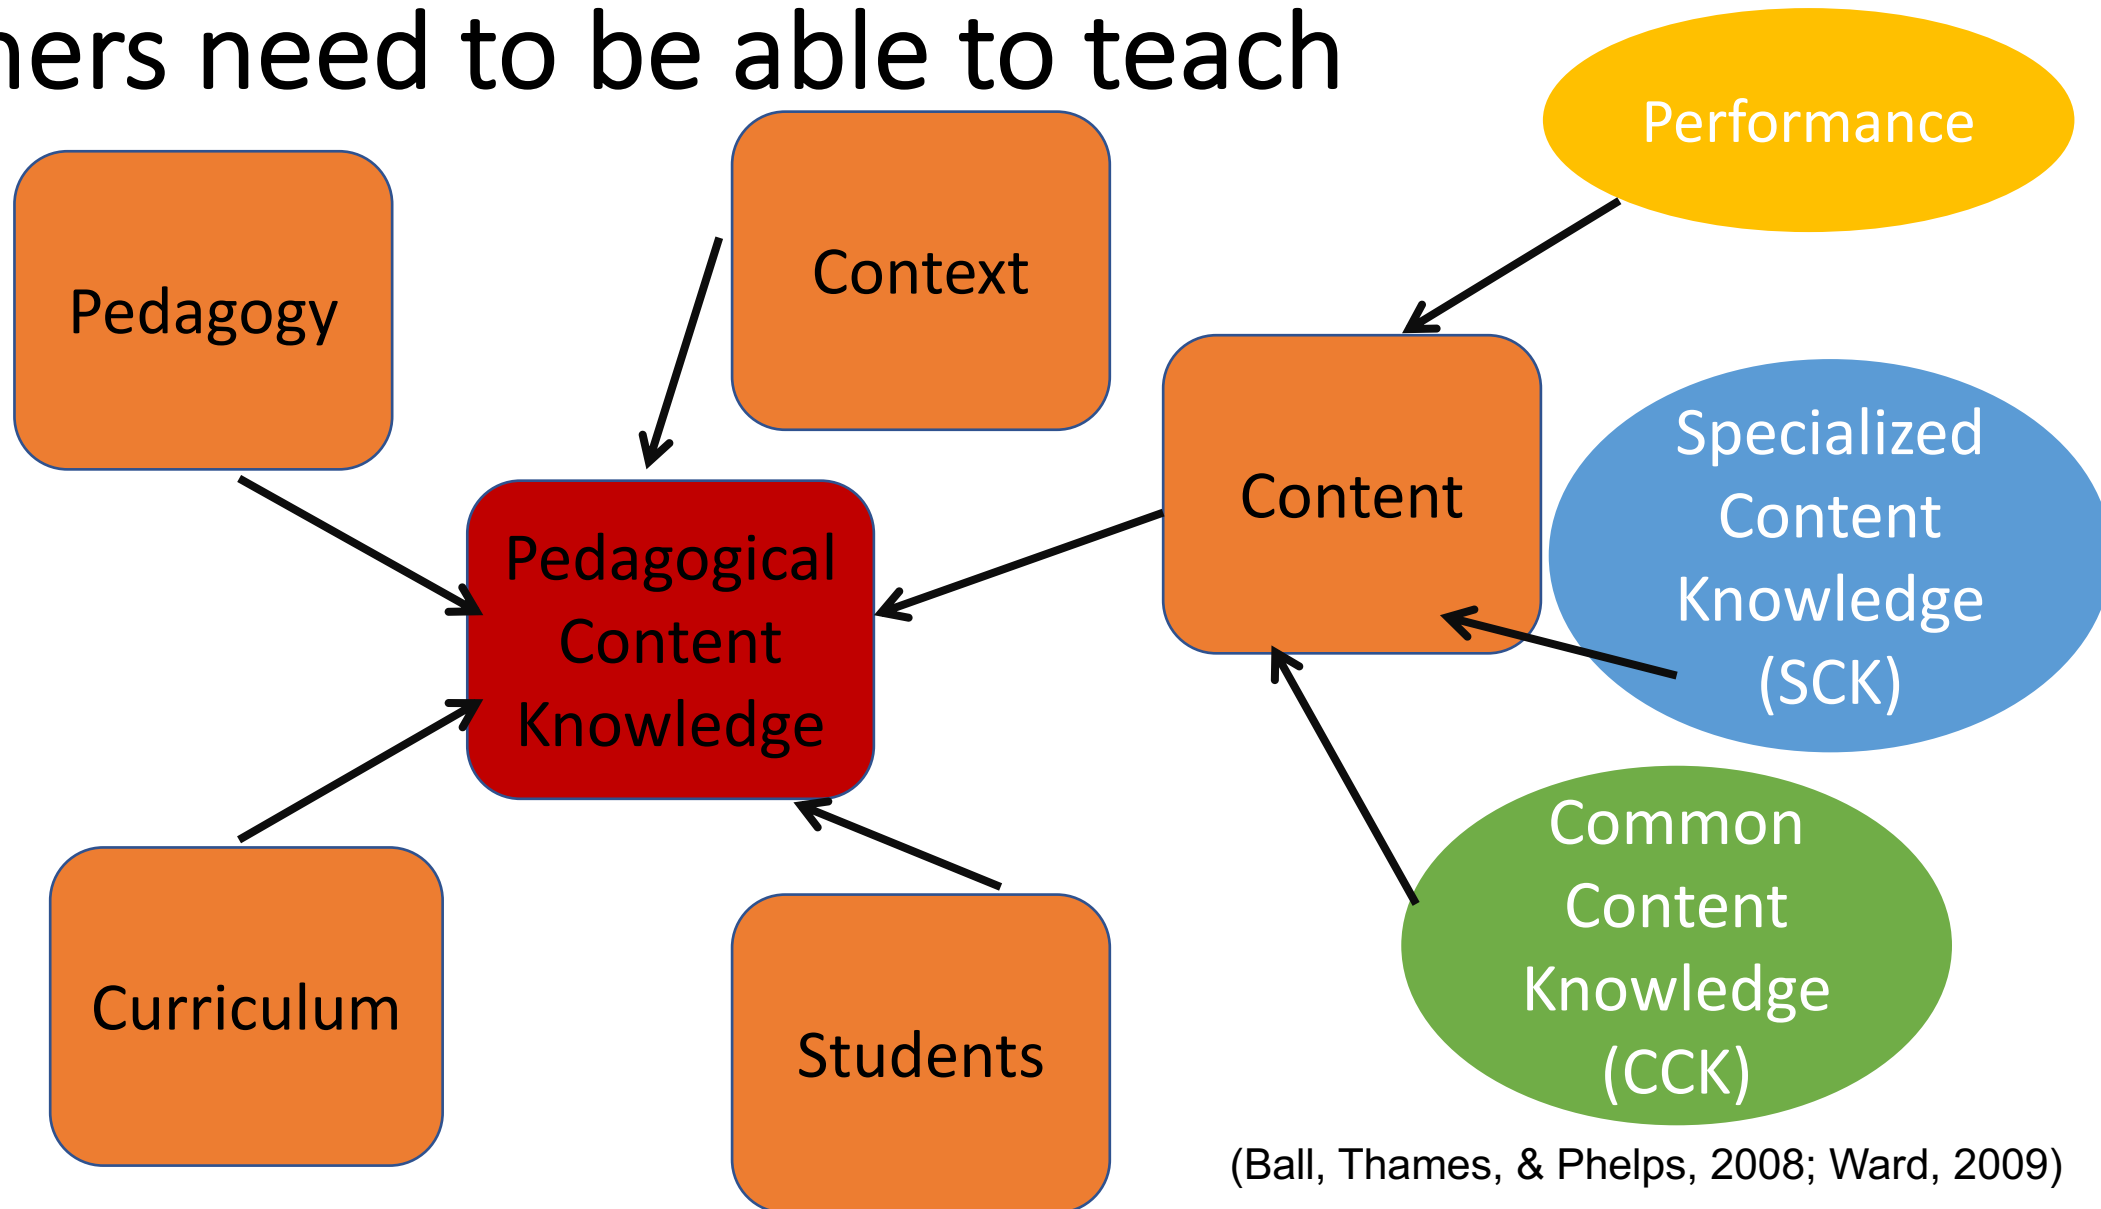 need to be able to teach
Performance
Context
Pedagogy
Content
Specialized
Content
Knowledge
(SCK)
Pedagogical
Content
Knowledge
Common
Content
Knowledge
(CCK)
Curriculum
Students
(Ball, Thames, & Phelps, 2008; Ward, 2009)